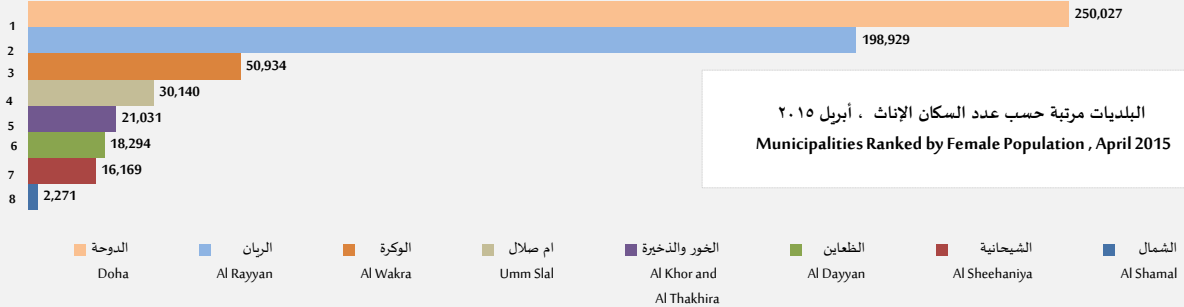 1
250,027
2
198,929
3
50,934
4
30,140
5
21,031
6
18,294
7
16,169
8
2,271
البلديات مرتبة حسب عدد السكان الإناث ، أبريل ٢٠١٥
Municipalities Ranked by Female Population , April 2015
الدوحة
Doha
الريان
Al Rayyan
الوكرة
Al Wakra
ام صلال
Umm Slal
الخور والذخيرة
Al Khor and
Al Thakhira
الظعاين
Al Dayyan
الشيحانية
Al Sheehaniya
الشمال
Al Shamal